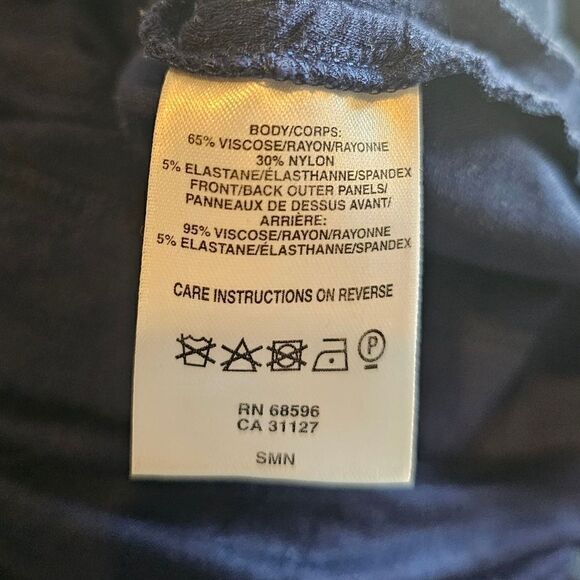 BODY/CORPS:
65% VISCOSE/RAYON/RAYONNE
30% NYLON
5% ELASTANE/ÉLASTHANNE/SPANDEX
FRONT/BACK OUTER PANELS/
PANNEAUX DE DESSUS AVANT/
ARRIÈRE:
95% VISCOSE/RAYON/RAYONNE
5% ELASTANE/ÉLASTHANNE/SPANDEX
CARE INSTRUCTIONS ON REVERSE
P
RN 68596
CA 31127
SMN